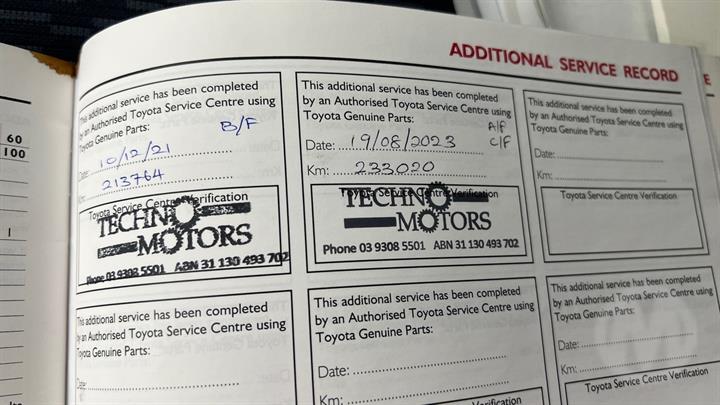 ADDITIONAL SERVICE RECORD
This additional service has been completed
by an Authorised Toyota Service Centre using
Toyota Genuine Parts:
B/F
Date: 10/12/21
Km: 213764
Toyota Service Centre Verification
TECHNO
MOTORS
Phone 03 9308 5501 ABN 31 130 493 702
This additional service has been completed
by an Authorised Toyota Service Centre using
Toyota Genuine Parts:
A/F
Date: 19/08/2023 C/F
Km: 233020
Toyota Service Centre Verification
TECHNO
MOTORS
Phone 03 9308 5501 ABN 31 130 493 702
This additional service has been completed
by an Authorised Toyota Service Centre using
Toyota Genuine Parts:
Date:
Km:
Toyota Service Centre Verification
This additional service has been completed
by an Authorised Toyota Service Centre using
Toyota Genuine Parts:
Date:
This additional service has been completed
by an Authorised Toyota Service Centre using
Toyota Genuine Parts:
Date:
Km:
This additional service has been completed
by an Authorised Toyota Service Centre using
Toyota Genuine Parts:
Date:
Km:
Toyota Service Centre Verification
60
100
1
E